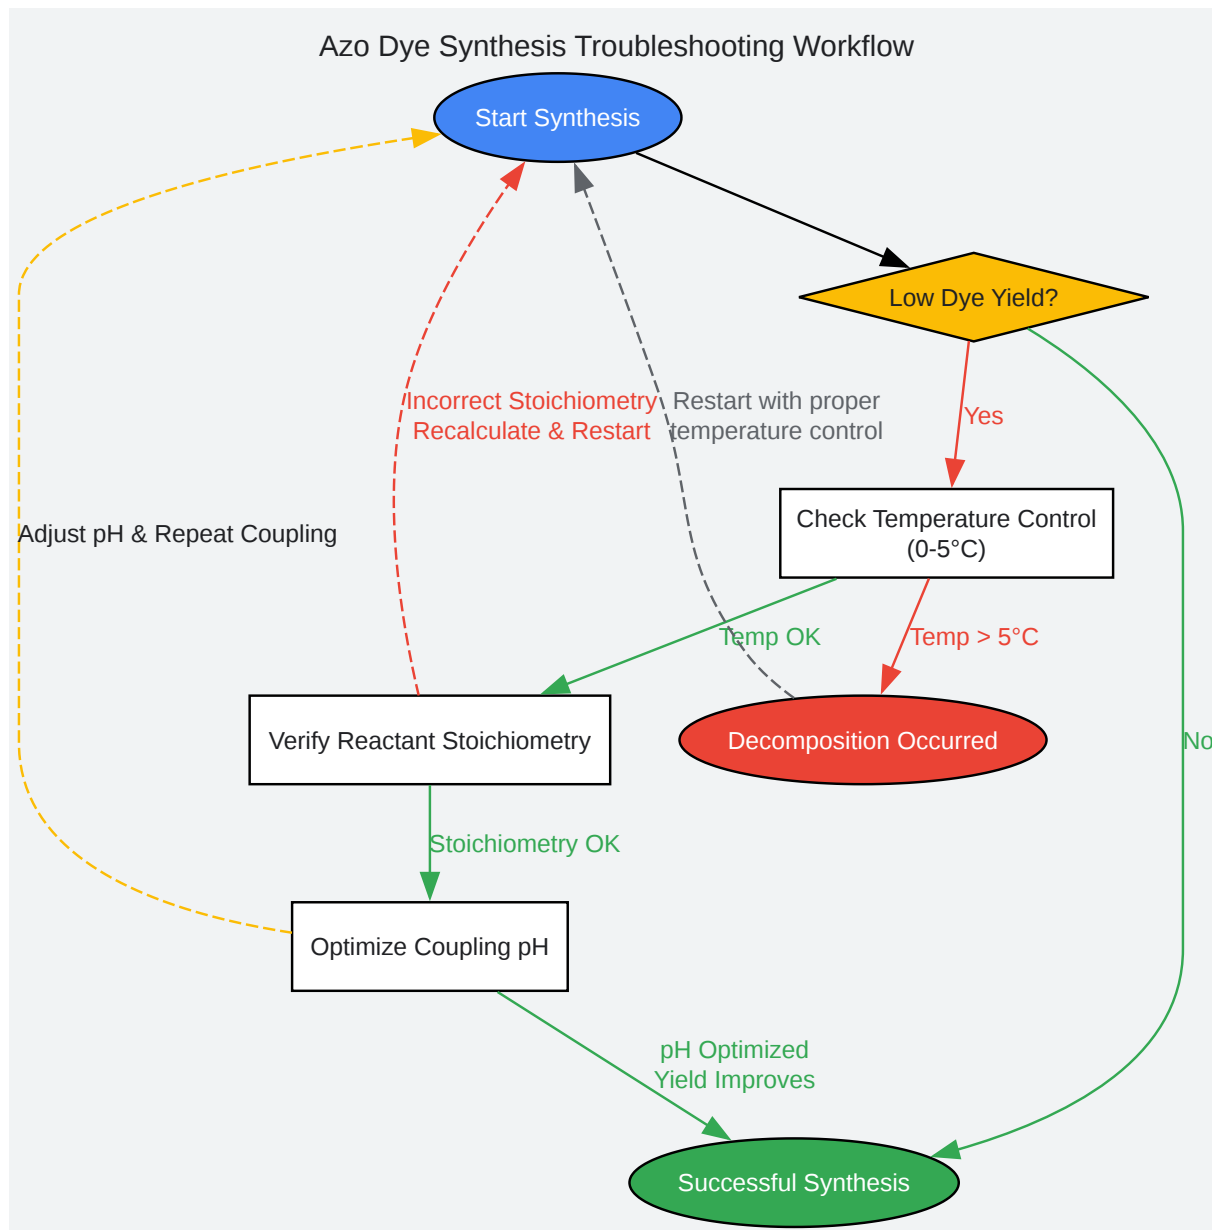 Azo Dye Synthesis Troubleshooting Workflow
Start Synthesis
Low Dye Yield?
Incorrect Stoichiometry
Recalculate & Restart
Restart with proper
temperature control
Yes
Check Temperature Control
(0-5°C)
Adjust pH & Repeat Coupling
Temp OK
Temp > 5°C
Verify Reactant Stoichiometry
Decomposition Occurred
No
Stoichiometry OK
Optimize Coupling pH
pH Optimized
Yield Improves
Successful Synthesis